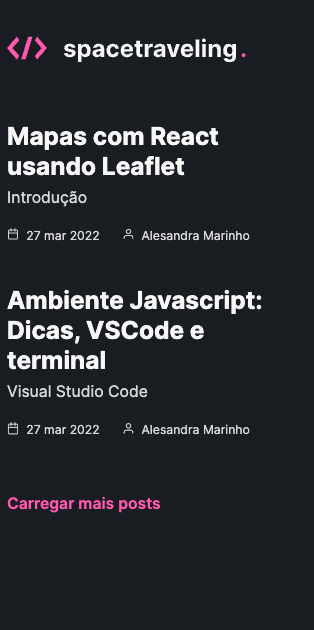 </> spacetraveling.
Mapas com React
usando Leaflet
Introdução
27 mar 2022 Alesandra Marinho
Ambiente Javascript:
Dicas, VSCode e
terminal
Visual Studio Code
27 mar 2022 Alesandra Marinho
Carregar mais posts